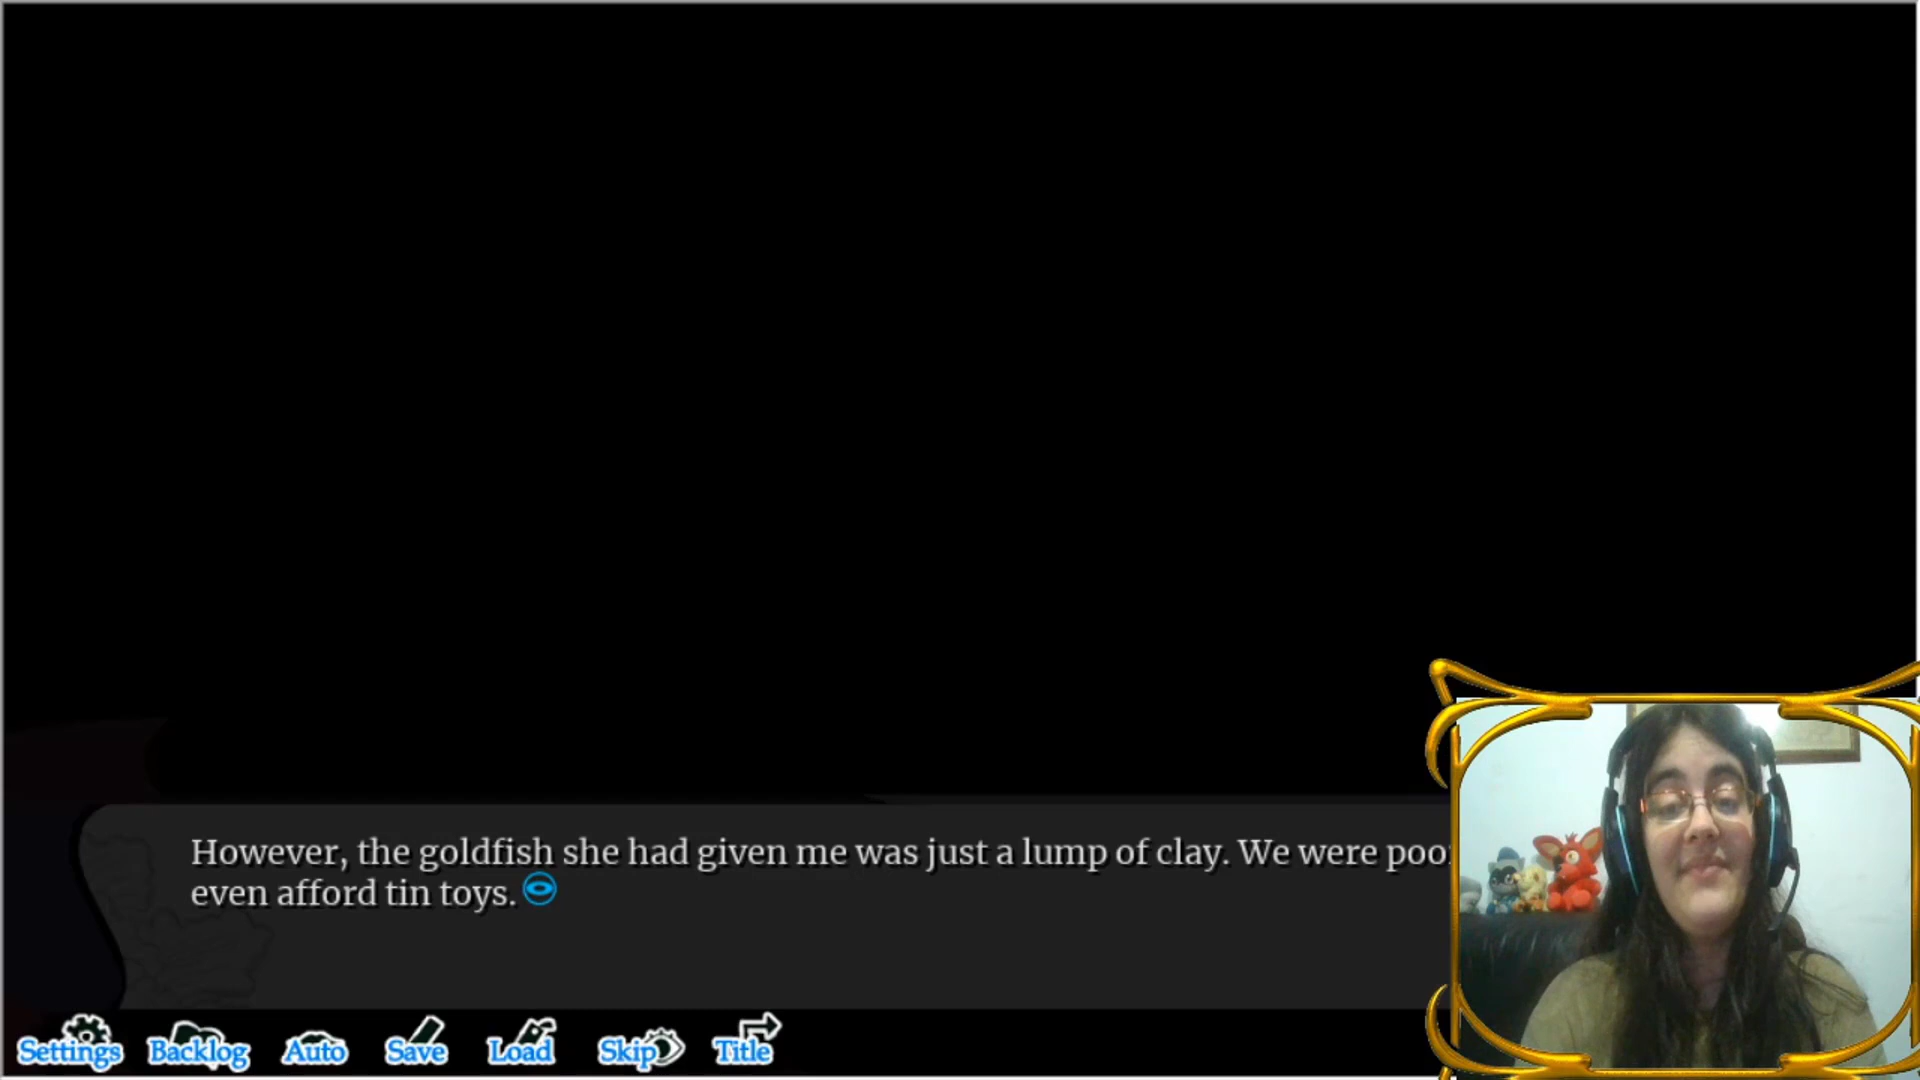 However, the goldfish she had given me was just a lump of clay. We were
even afford tin toys.
Settings Backlog Auto Save Load Skip Title